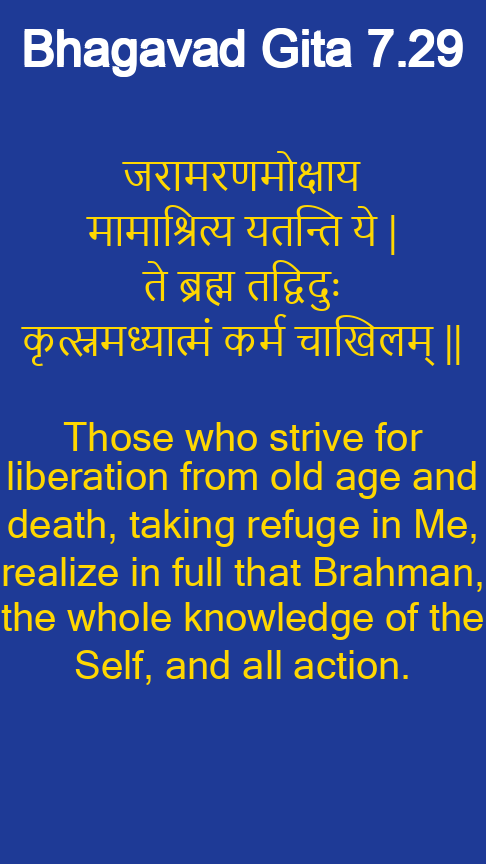 Bhagavad Gita 7.29
जरामरणमोक्षाय
मामाश्रित्य यतन्ति ये |
ते ब्रह्म तद्विदुः
कृत्स्नमध्यात्मं कर्म चाखिलम् ||
Those who strive for
liberation from old age and
death, taking refuge in Me,
realize in full that Brahman,
the whole knowledge of the
Self, and all action.